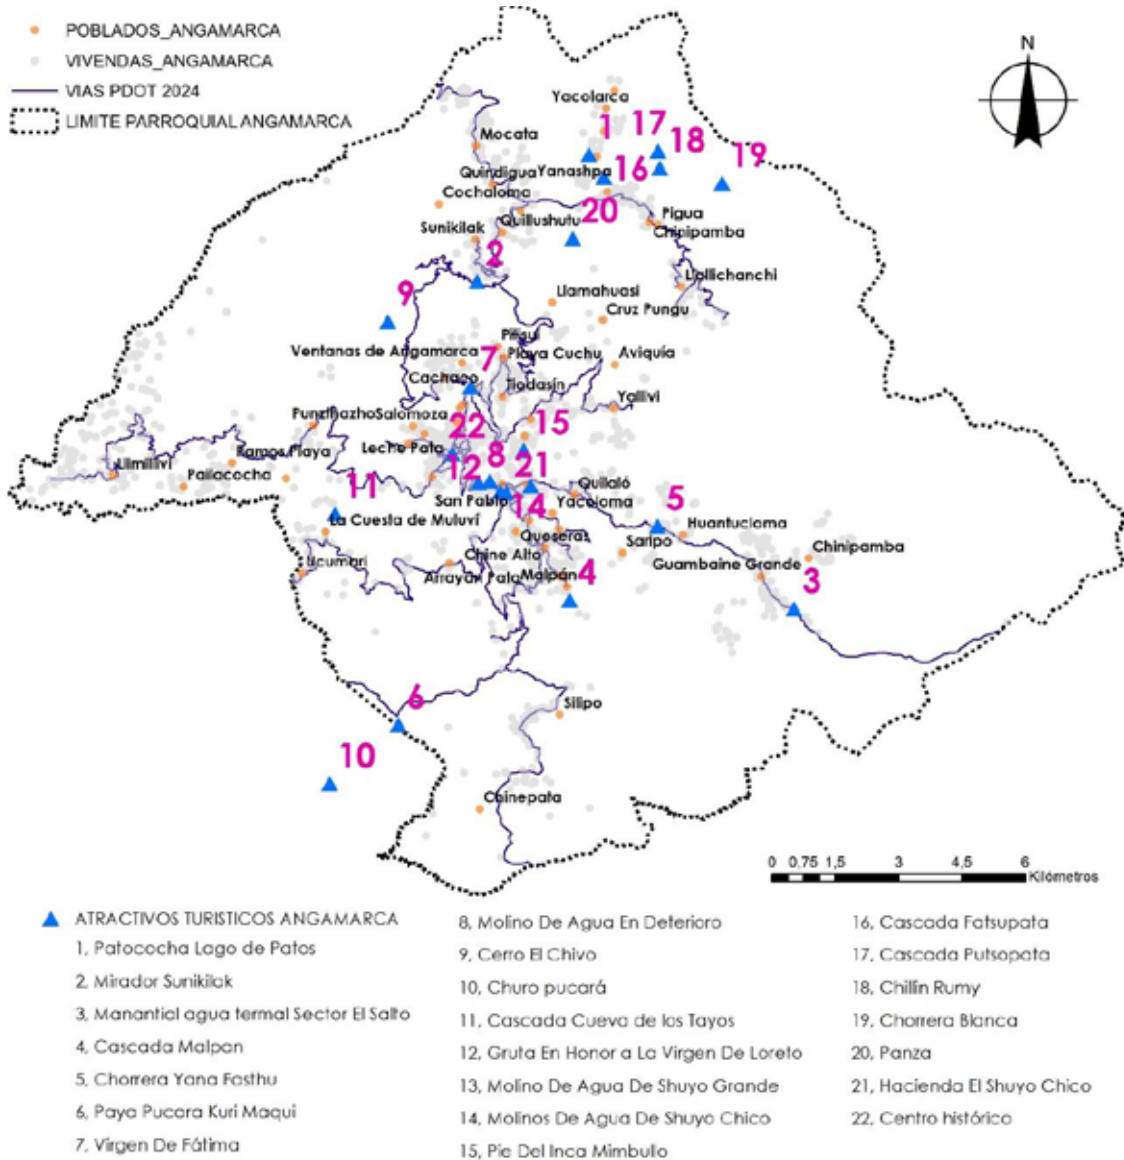 POBLADOS_ANGAMARCA
VIVENDAS_ANGAMARCA
VIAS PDOT 2024
LIMITE PARROQUIAL ANGAMARCA
N
Yacolarca
1
17
18
19
Mocata
Quindigua
Yanashpa
16
Cochaloma
20
Sunikilak
Quillushutu
Pigua
Chinipamba
2
Llollichanchi
9
Llamahuasi
Cruz Pungu
Pilisui
Ventanas de Angamarca
7
Playa Cuchu
Aviquía
Cachaco
Tiodasín
Yallivi
Punzihazho
Salomoza
22
15
Leche Pata
8
Ramos Playa
Llimillivi
Pailacocha
11
12
21
Quilaló
San Pablo
14
Yacoloma
5
La Cuesta de Muluví
Queseras
Huantucloma
Saripo
Chinipamba
Ucumari
Chine Alto
Guambaine Grande
Arrayan Pata
Malpán
4
3
6
Silipo
10
Chinepata
0 0,75 1,5 3 4,5 6
Kilómetros
ATRACTIVOS TURISTICOS ANGAMARCA
1, Patococha Lago de Patos
2, Mirador Sunikilak
3, Manantial agua termal Sector El Salto
4, Cascada Malpan
5, Chorrera Yana Fasthu
6, Paya Pucara Kuri Maqui
7, Virgen De Fátima
8, Molino De Agua En Deterioro
9, Cerro El Chivo
10, Churo pucará
11, Cascada Cueva de los Tayos
12, Gruta En Honor a La Virgen De Loreto
13, Molino De Agua De Shuyo Grande
14, Molinos De Agua De Shuyo Chico
15, Pie Del Inca Mimbullo
16, Cascada Fatsupata
17, Cascada Putsopata
18, Chillín Rumy
19, Chorrera Blanca
20, Panza
21, Hacienda El Shuyo Chico
22, Centro histórico